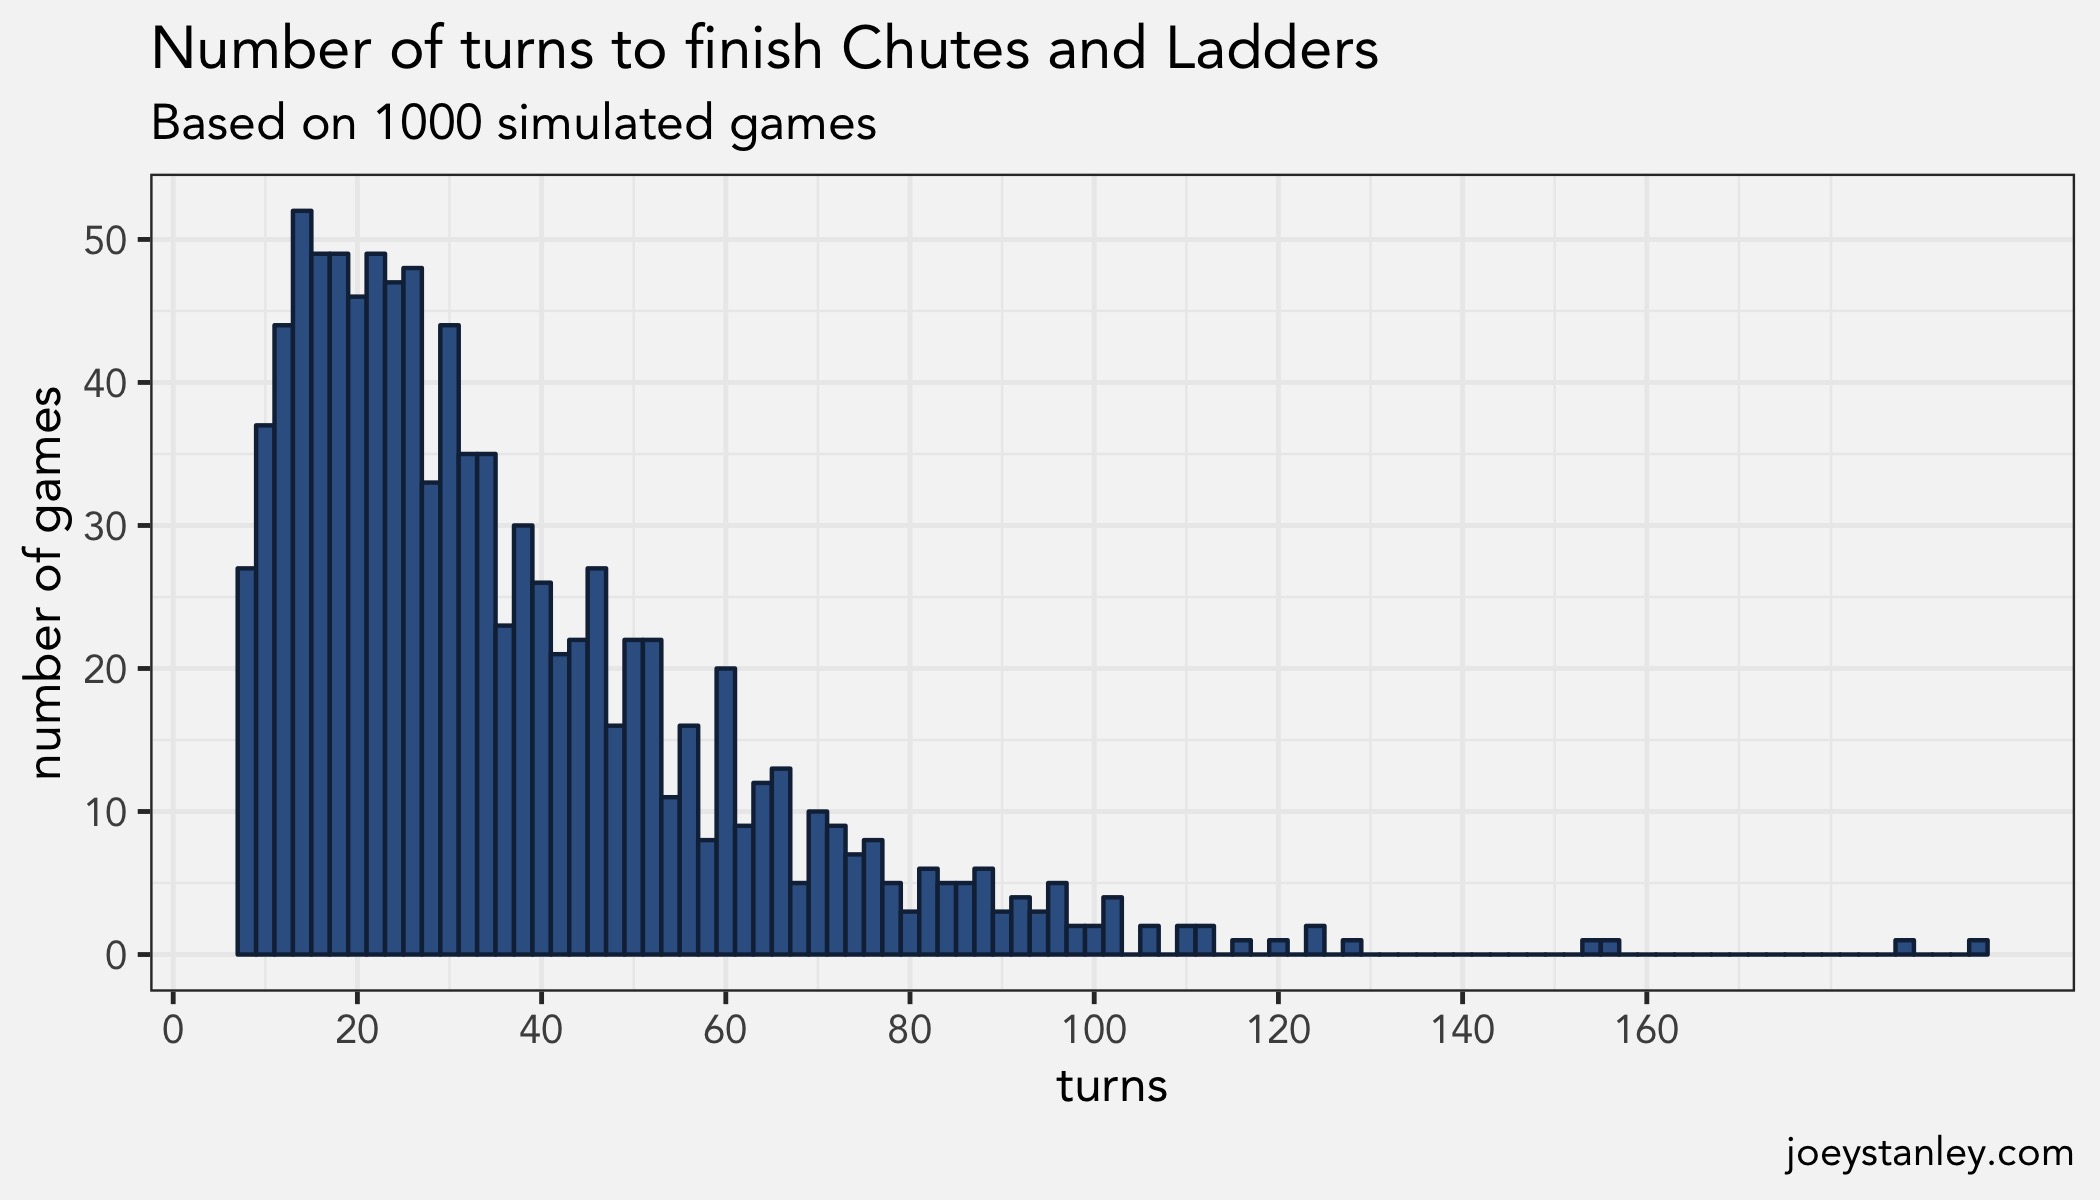 Number of turns to finish Chutes and Ladders
Based on 1000 simulated games
number of games
50
40
30
20
10
0
0 20 40 60 80 100 120 140 160
turns
joeystanley.com